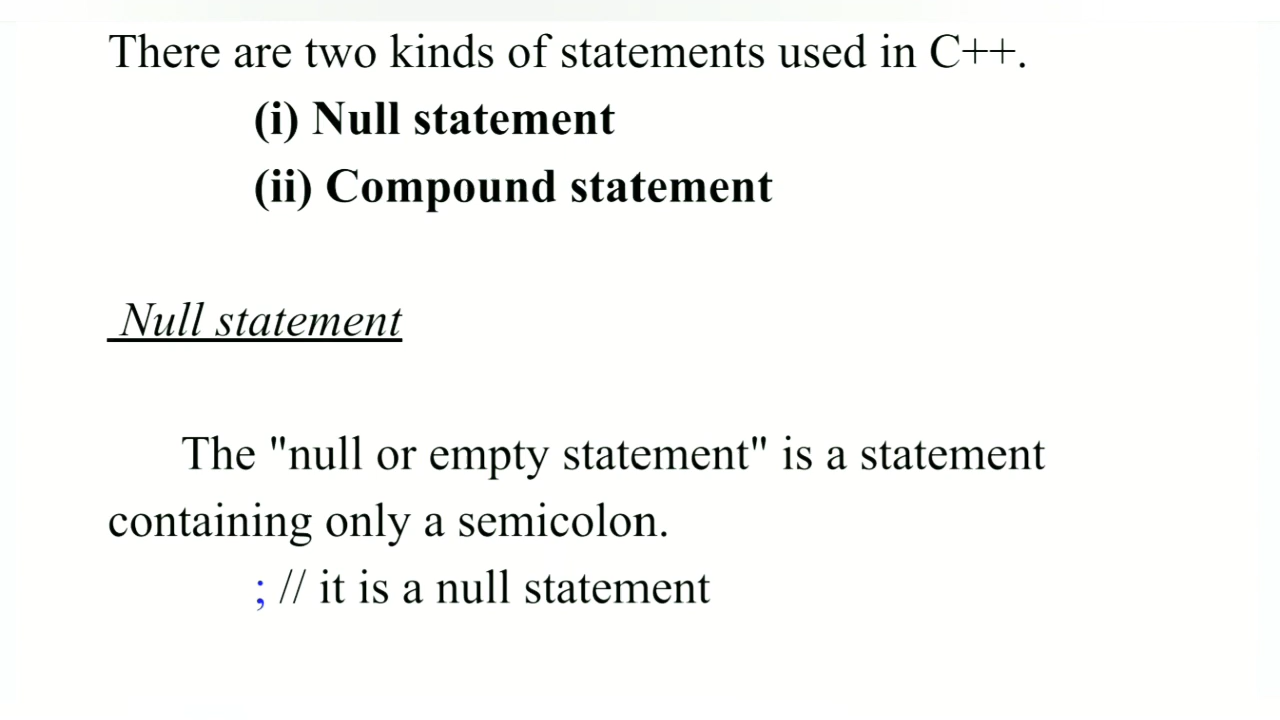 There are two kinds of statements used in C++.
(i) Null statement
(ii) Compound statement
Null statement
The "null or empty statement" is a statement
containing only a semicolon.
; // it is a null statement